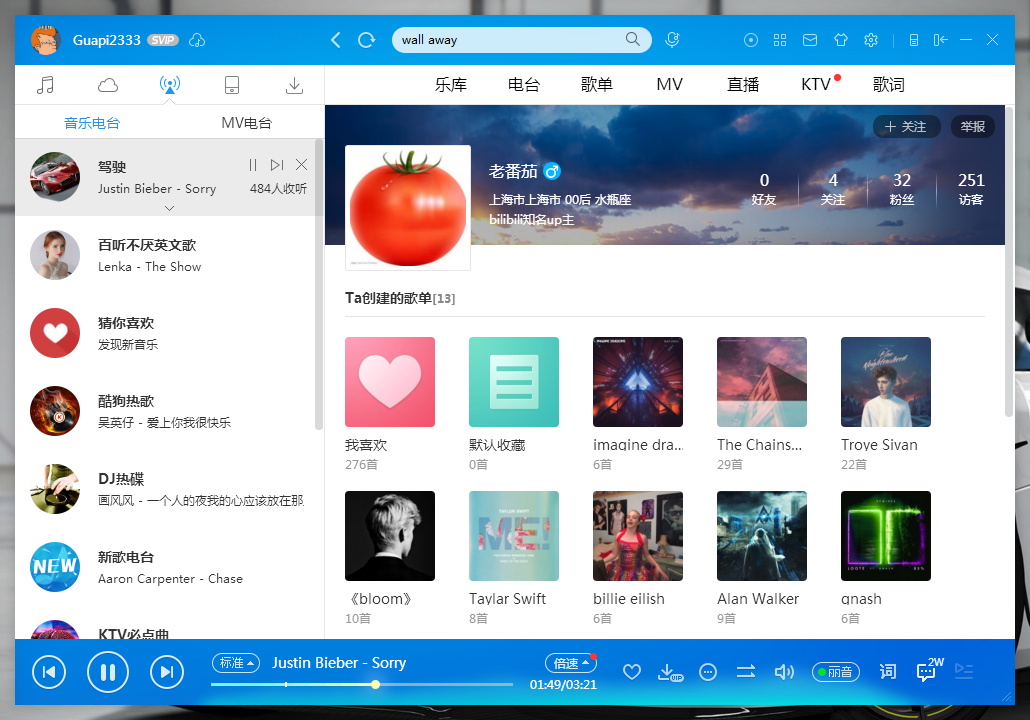 Guapi2333 SVIP
wall away
乐库 电台 歌单 MV 直播 KTV 歌词
音乐电台 MV电台
驾驶
Justin Bieber - Sorry 484人收听
百听不厌英文歌
Lenka - The Show
猜你喜欢
发现新音乐
酷狗热歌
吴英仔 - 爱上你我很快乐
DJ热碟
画风风 - 一个人的夜我的心应该放在那
NEW
新歌电台
Aaron Carpenter - Chase
KTV必点曲
关注 举报
老番茄
上海市上海市 00后 水瓶座
bilibili知名up主
0 4 32 251
好友 关注 粉丝 访客
Ta创建的歌单[13]
我喜欢
276首
默认收藏
0首
imagine dra...
6首
The Chains...
29首
Troye Sivan
22首
《bloom》
10首
TAYLOR SWIFT
ME!
Taylar Swift
8首
billie eilish
6首
Alan Walker
9首
gnash
6首
标准 Justin Bieber - Sorry 倍速
01:49/03:21
VIP
丽音
词
2W